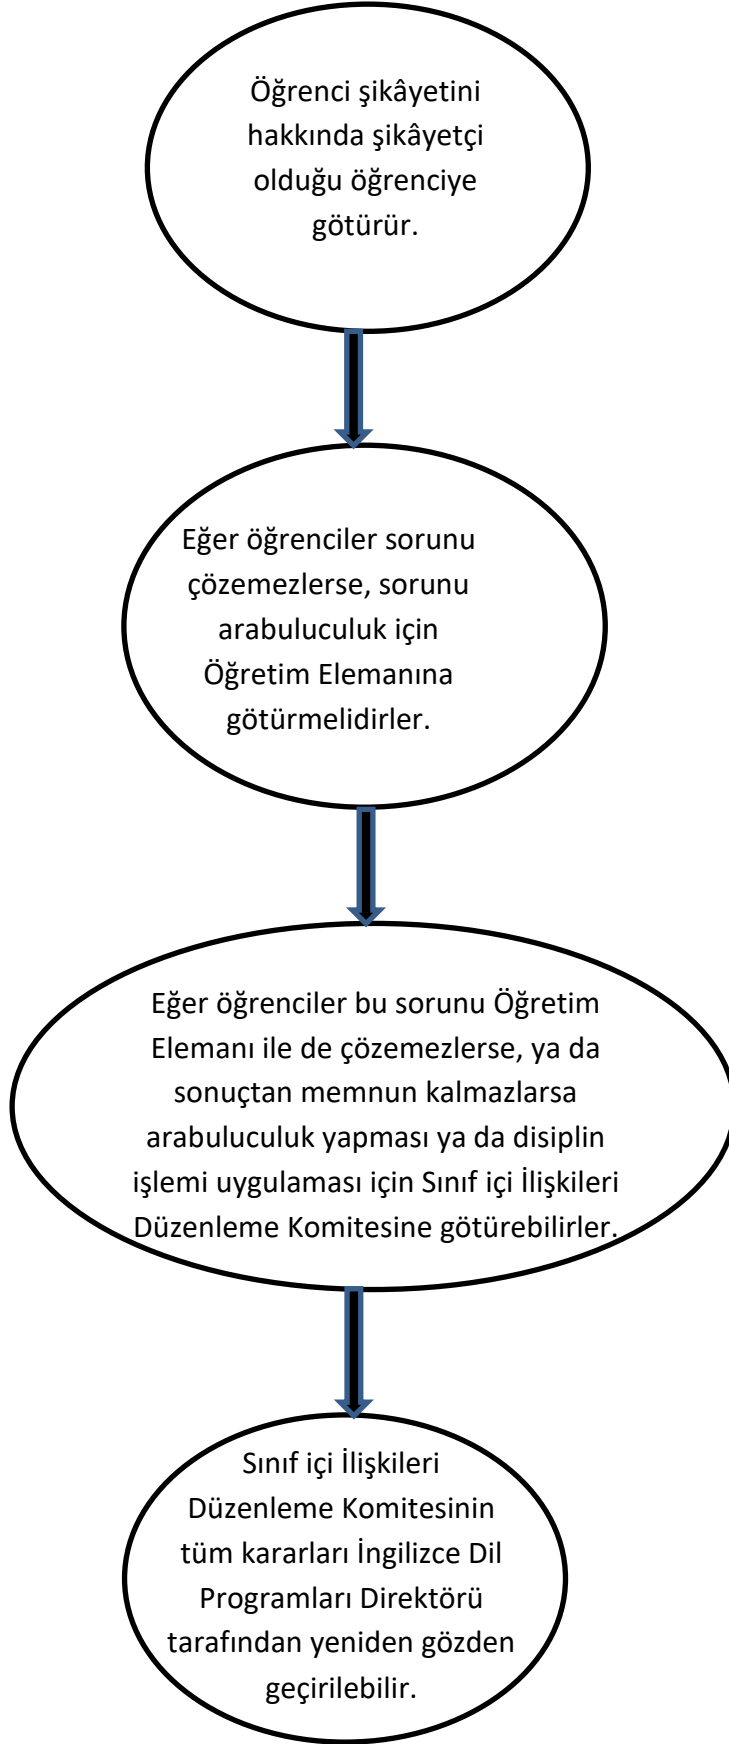 Öğrenci şikâyetini
hakkında şikâyetçi
olduğu öğrenciye
götürür.
Eğer öğrenciler sorunu
çözemezlerse, sorunu
arabuluculuk için
Öğretim Elemanına
götürmelidirler.
Eğer öğrenciler bu sorunu Öğretim
Elemanı ile de çözemezlerse, ya da
sonuçtan memnun kalmazlarsa
arabuluculuk yapması ya da disiplin
işlemi uygulaması için Sınıf içi İlişkileri
Düzenleme Komitesine götürebilirler.
Sınıf içi İlişkileri
Düzenleme Komitesinin
tüm kararları İngilizce Dil
Programları Direktörü
tarafından yeniden gözden
geçirilebilir.